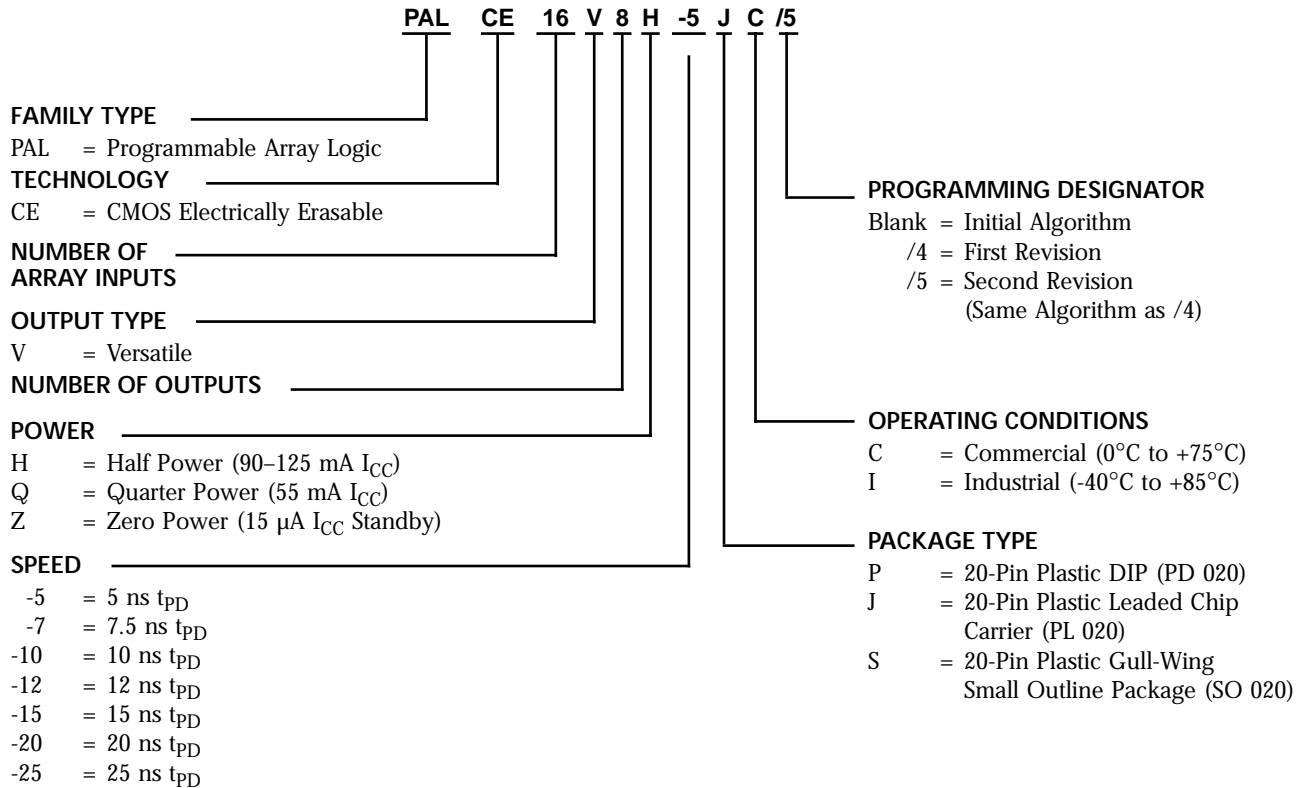 PAL CE 16 V 8 H -5 J C /5
FAMILY TYPE
PAL = Programmable Array Logic
TECHNOLOGY
CE = CMOS Electrically Erasable
NUMBER OF
ARRAY INPUTS
OUTPUT TYPE
V = Versatile
NUMBER OF OUTPUTS
POWER
H = Half Power (90–125 mA ICC)
Q = Quarter Power (55 mA ICC)
Z = Zero Power (15 µA ICC Standby)
SPEED
-5 = 5 ns tPD
-7 = 7.5 ns tPD
-10 = 10 ns tPD
-12 = 12 ns tPD
-15 = 15 ns tPD
-20 = 20 ns tPD
-25 = 25 ns tPD
PROGRAMMING DESIGNATOR
Blank = Initial Algorithm
/4 = First Revision
/5 = Second Revision
(Same Algorithm as /4)
OPERATING CONDITIONS
C = Commercial (0°C to +75°C)
I = Industrial (-40°C to +85°C)
PACKAGE TYPE
P = 20-Pin Plastic DIP (PD 020)
J = 20-Pin Plastic Leaded Chip
Carrier (PL 020)
S = 20-Pin Plastic Gull-Wing
Small Outline Package (SO 020)